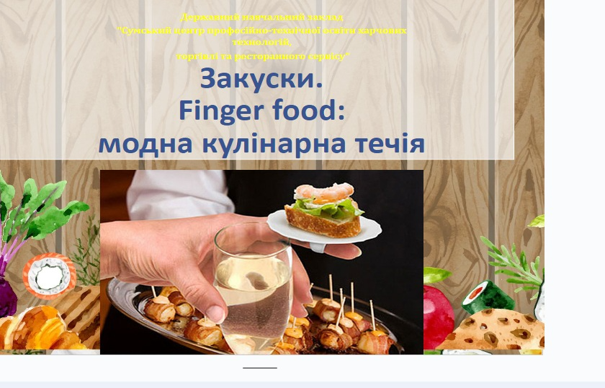 Державний навчальний заклад
"Сумський центр професійно-технічної освіти харчових
технологій,
торгівлі та ресторанного сервісу"
Закуски.
Finger food:
модна кулінарна течія